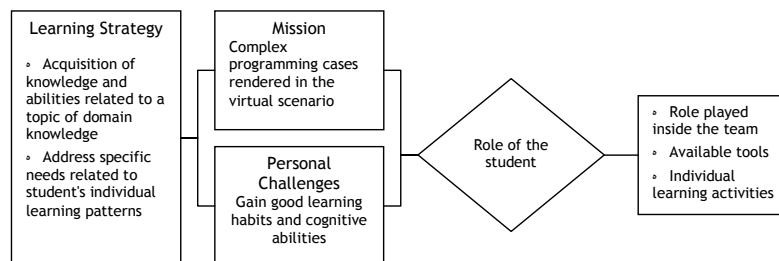 Learning Strategy
∘ Acquisition of
knowledge and
abilities related to a
topic of domain
knowledge
∘ Address specific
needs related to
student's individual
learning patterns
Mission
Complex
programming cases
rendered in the
virtual scenario
Personal
Challenges
Gain good learning
habits and cognitive
abilities
Role of the
student
∘ Role played
inside the team
∘ Available tools
∘ Individual
learning activities